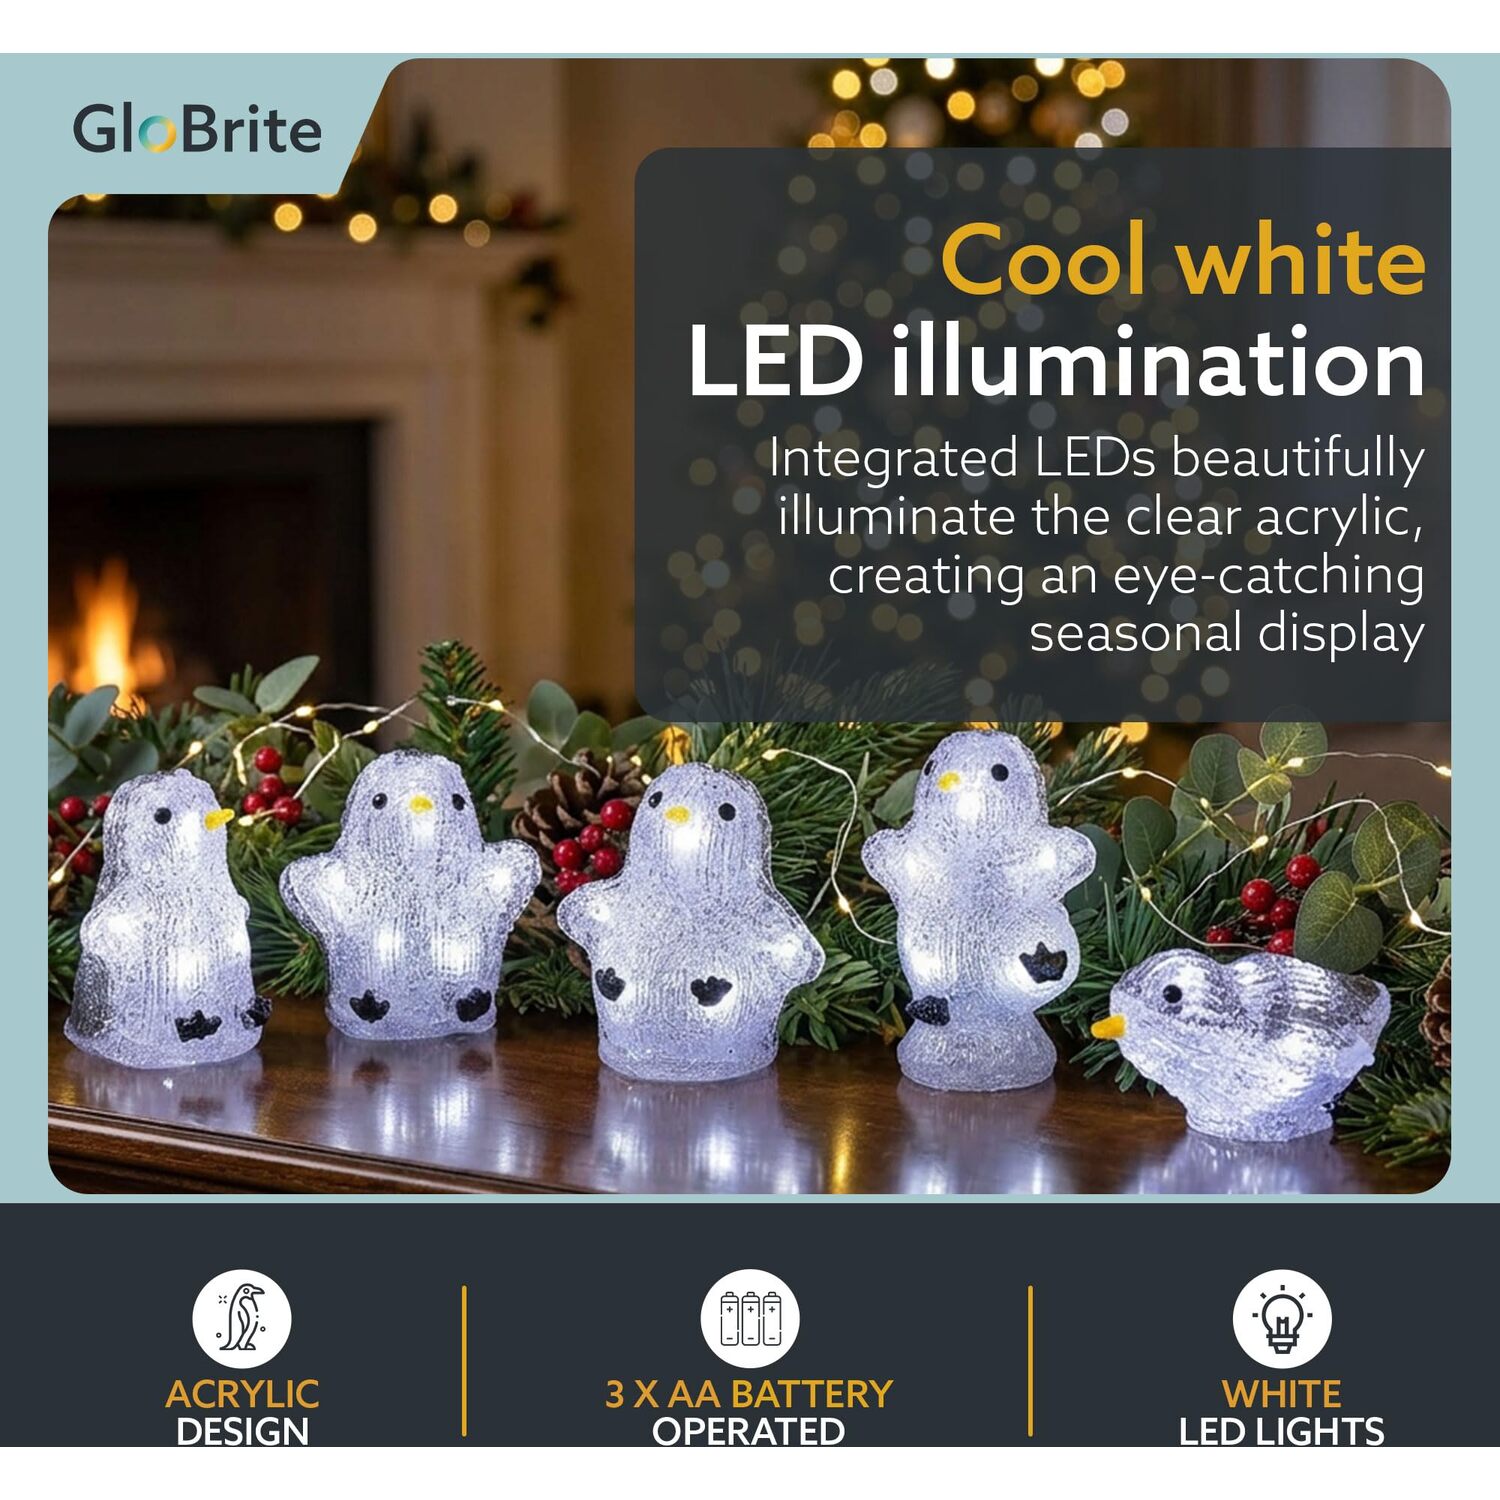 GloBrite
Cool white
LED illumination
Integrated LEDs beautifully
illuminate the clear acrylic,
creating an eye-catching
seasonal display
ACRYLIC
DESIGN
3 X AA BATTERY
OPERATED
WHITE
LED LIGHTS